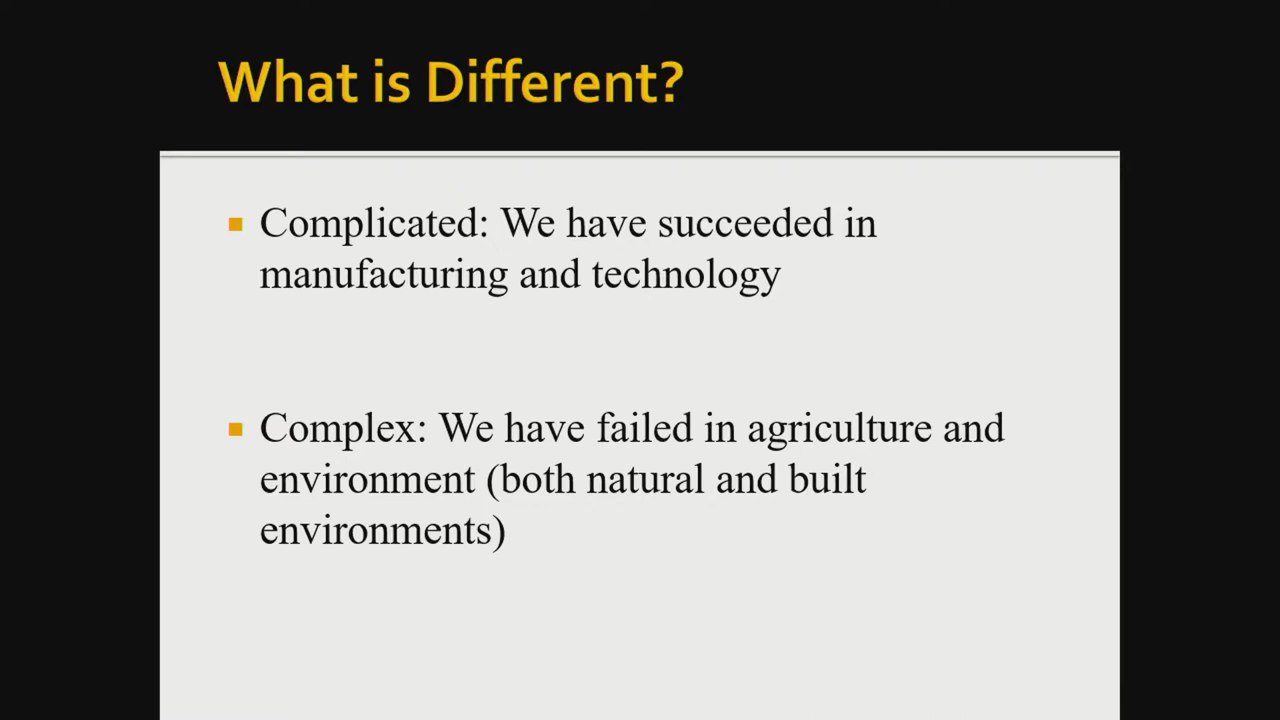 What is Different?
Complicated: We have succeeded in
manufacturing and technology
Complex: We have failed in agriculture and
environment (both natural and built
environments)